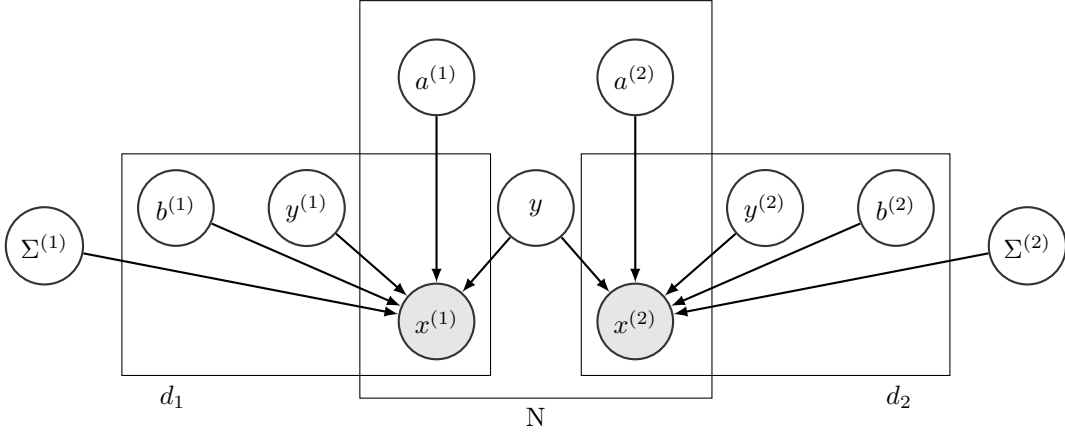 a^(1) a^(2)
b^(1) y^(1) y y^(2) b^(2)
Σ^(1) Σ^(2)
x^(1) x^(2)
d₁ d₂
N